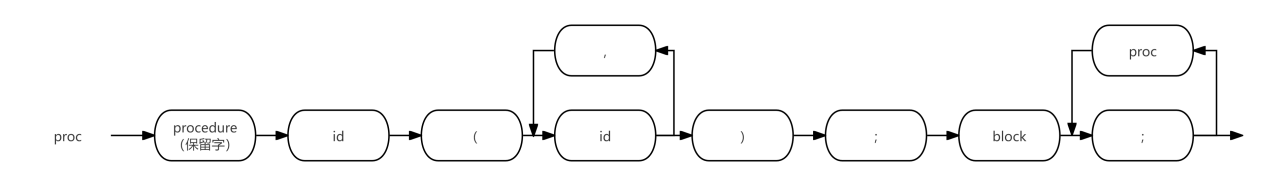 ,
proc
proc
procedure
(保留字)
id
(
id
)
;
block
;